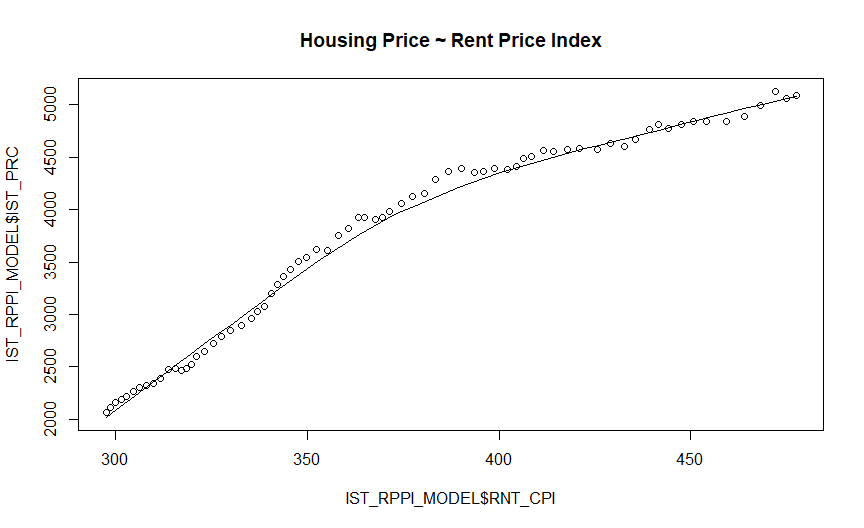 Housing Price ~ Rent Price Index
IST_RPPI_MODEL$IST_PRC
5000
4500
4000
3500
3000
2500
2000
300 350 400 450
IST_RPPI_MODEL$RNT_CPI